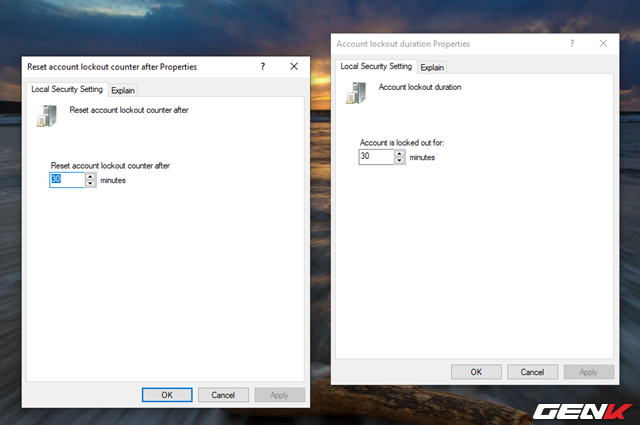 Reset account lockout counter after Properties
?
Local Security Setting
Explain
Reset account lockout counter after
Reset account lockout counter after
30
minutes
OK
Cancel
Apply
Account lockout duration Properties
?
Local Security Setting
Explain
Account lockout duration
Account is locked out for:
30
minutes
OK
Cancel
Apply
GENK